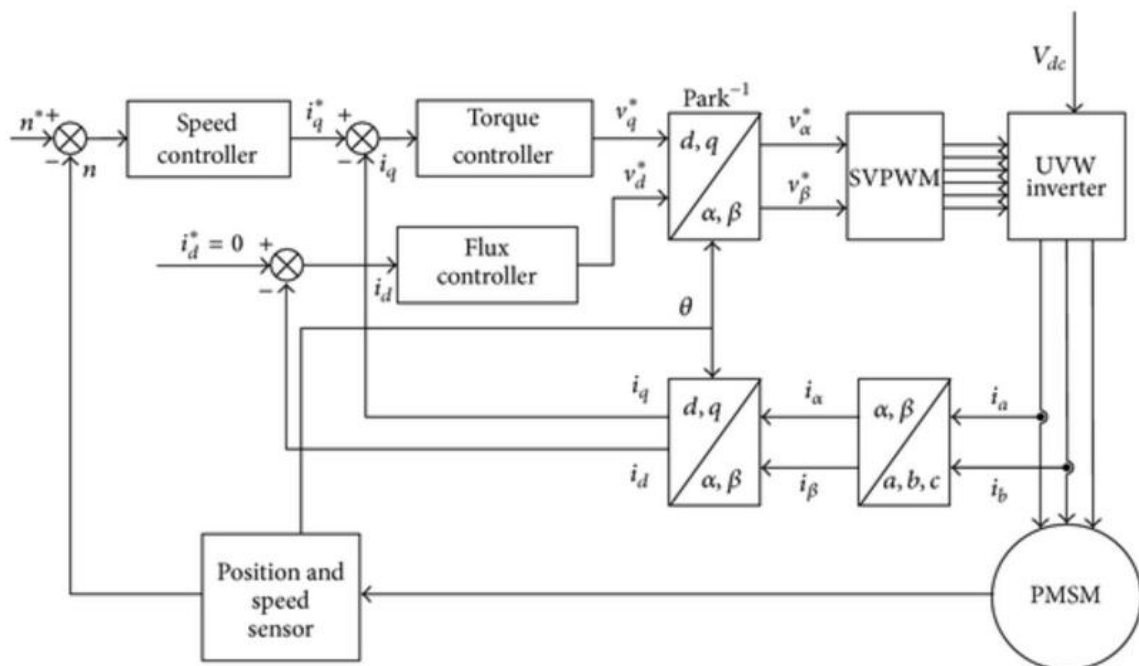 V_dc
Park⁻¹
n*
+
−
n
Speed
controller
i_q*
+
−
i_q
Torque
controller
v_q*
v_d*
d, q
α, β
v_α*
v_β*
SVPWM
UVW
inverter
i_d* = 0
+
−
i_d
Flux
controller
θ
i_q
i_d
d, q
α, β
i_α
i_β
α, β
a, b, c
i_a
i_b
Position and
speed
sensor
PMSM